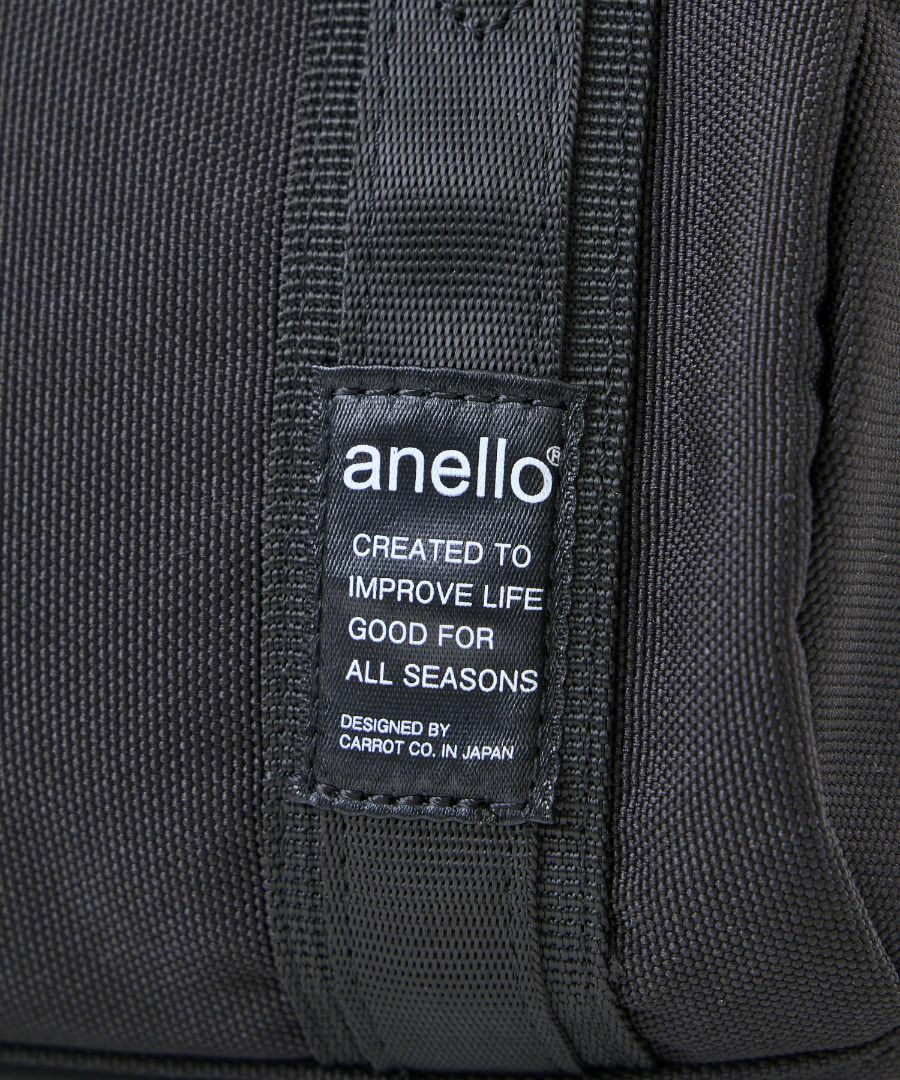 anello®
CREATED TO
IMPROVE LIFE
GOOD FOR
ALL SEASONS
DESIGNED BY
CARROT CO. IN JAPAN